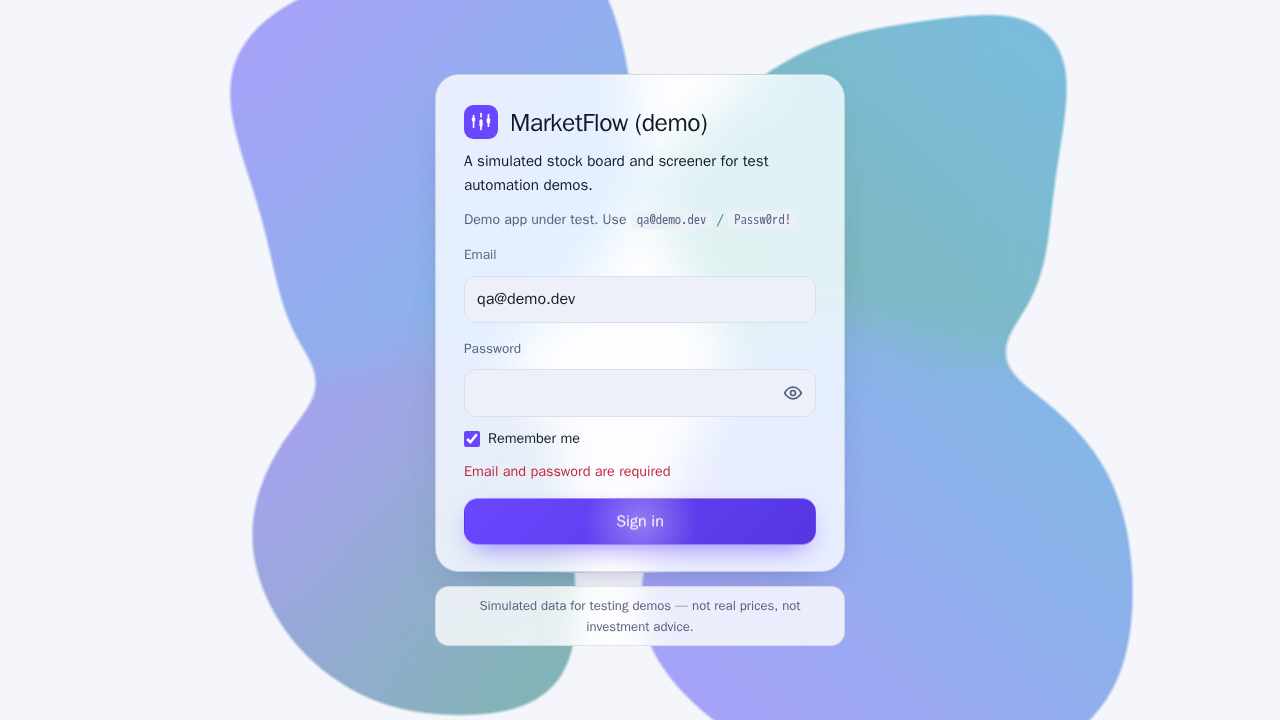 MarketFlow (demo)
A simulated stock board and screener for test
automation demos.
Demo app under test. Use qa@demo.dev / Passw0rd!
Email
qa@demo.dev
Password
Remember me
Email and password are required
Sign in
Simulated data for testing demos — not real prices, not
investment advice.